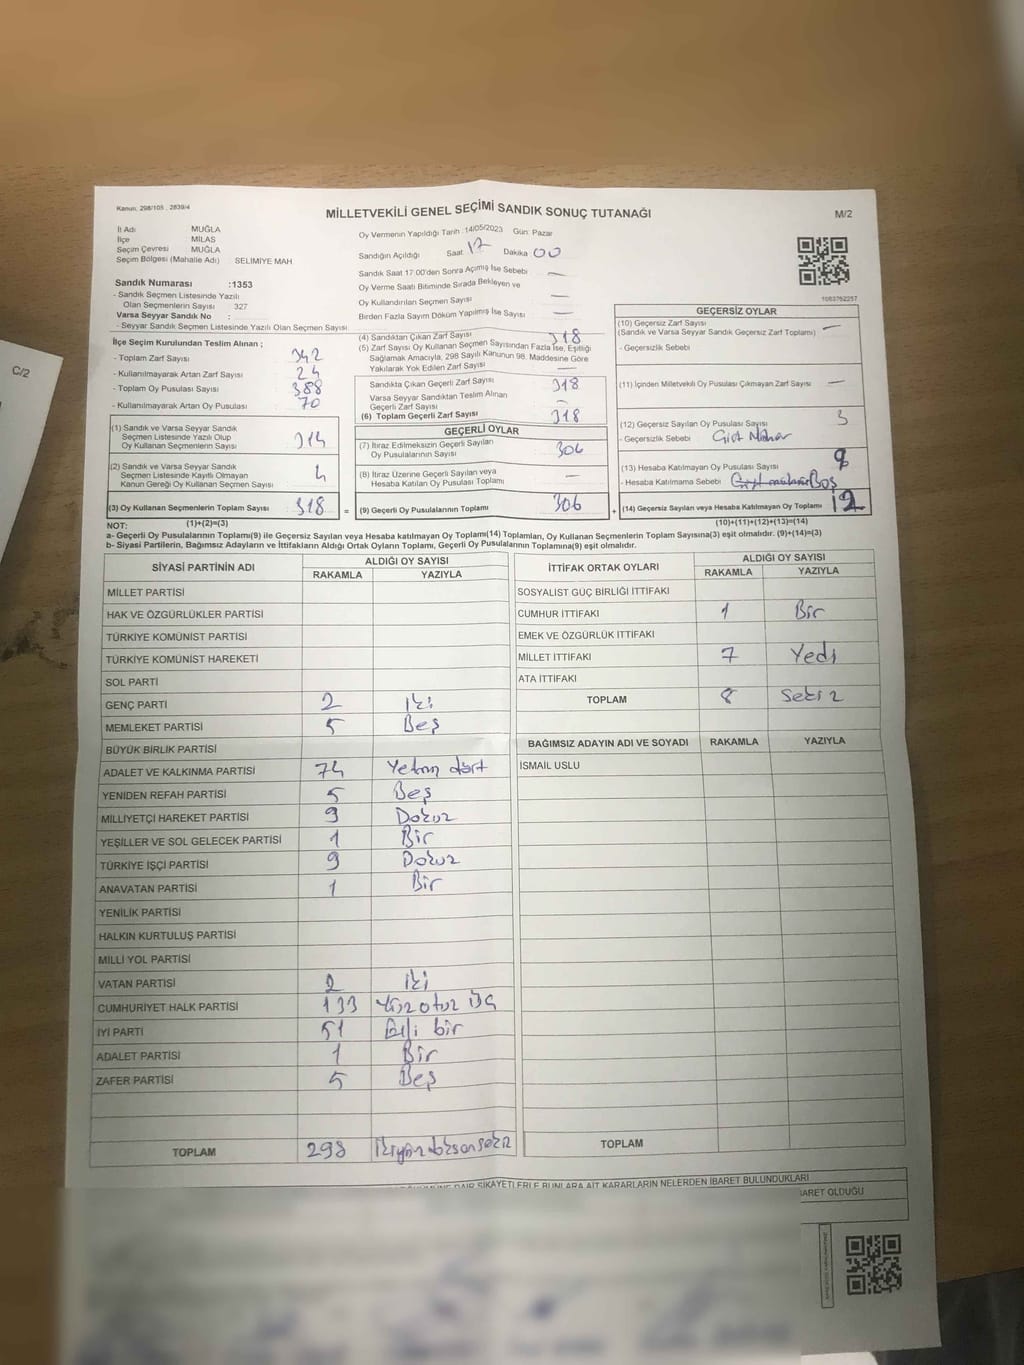 Kanun, 298/105 , 2839/4
MİLLETVEKİLİ GENEL SEÇİMİ SANDIK SONUÇ TUTANAĞI
M/2
İl Adı MUĞLA
İlçe MİLAS
Seçim Çevresi MUĞLA
Seçim Bölgesi (Mahalle Adı) : SELIMIYE MAH
Sandık Numarası :1353
- Sandık Seçmen Listesinde Yazılı
Olan Seçmenlerin Sayısı 327
Varsa Seyyar Sandık No :
- Seyyar Sandık Seçmen Listesinde Yazılı Olan Seçmen Sayısı
Oy Vermenin Yapıldığı Tarih :14/05/2023 Gün: Pazar
Sandığın Açıldığı Saat 17 Dakika 00
Sandık Saat 17:00'den Sonra Açımış İse Sebebi —
Oy Verme Saati Bitiminde Sırada Bekleyen ve
Oy Kullandırılan Seçmen Sayısı —
Birden Fazla Sayım Döküm Yapılmış İse Sayısı —
1083762257
İlçe Seçim Kurulundan Teslim Alınan ;
- Toplam Zarf Sayısı 342
- Kullanılmayarak Artan Zarf Sayısı 24
- Toplam Oy Pusulası Sayısı 388
- Kullanılmayarak Artan Oy Pusulası 70
(1) Sandık ve Varsa Seyyar Sandık
Seçmen Listesinde Yazılı Olup
Oy Kullanan Seçmenlerin Sayısı 314
(2) Sandık ve Varsa Seyyar Sandık
Seçmen Listesinde Kayıtlı Olmayan
Kanun Gereği Oy Kullanan Seçmen Sayısı 4
(3) Oy Kullanan Seçmenlerin Toplam Sayısı 318 =
(4) Sandıktan Çıkan Zarf Sayısı 318
(5) Zarf Sayısı Oy Kullanan Seçmen Sayısından Fazla İse, Eşitliği
Sağlamak Amacıyla, 298 Sayılı Kanunun 98. Maddesine Göre
Yakılarak Yok Edilen Zarf Sayısı —
Sandıkta Çıkan Geçerli Zarf Sayısı 318
Varsa Seyyar Sandıktan Teslim Alınan
Geçerli Zarf Sayısı —
(6) Toplam Geçerli Zarf Sayısı 318
GEÇERLİ OYLAR
(7) İtiraz Edilmeksizin Geçerli Sayılan
Oy Pusulasının Toplamı 306
(8) İtiraz Üzerine Geçerli Sayılan veya
Hesaba Katılan Oy Pusulası Toplamı —
(9) Geçerli Oy Pusulalarının Toplamı 306 +
GEÇERSİZ OYLAR
(10) Geçersiz Zarf Sayısı
(Sandık ve Varsa Seyyar Sandık Geçersiz Zarf Toplamı) —
- Geçersizlik Sebebi
(11) İçinden Milletvekili Oy Pusulası Çıkmayan Zarf Sayısı —
(12) Geçersiz Sayılan Oy Pusulası Sayısı 3
- Geçersizlik Sebebi
(13) Hesaba Katılmayan Oy Pusulası Sayısı 9
- Hesaba Katılmama Sebebi Boş
(14) Geçersiz Sayılan veya Hesaba Katılmayan Oy Toplamı 12
NOT: (1)+(2)=(3) (10)+(11)+(12)+(13)=(14)
a- Geçerli Oy Pusulalarının Toplamı(9) ile Geçersiz Sayılan veya Hesaba katılmayan Oy Toplamı(14) Toplamları, Oy Kullanan Seçmenlerin Toplam Sayısına(3) eşit olmalıdır. (9)+(14)=(3)
b- Siyasi Partilerin, Bağımsız Adayların ve İttifakların Aldığı Ortak Oyların Toplamı, Geçerli Oy Pusulalarının Toplamına(9) eşit olmalıdır.
SİYASİ PARTİNİN ADI ALDIĞI OY SAYISI
RAKAMLA YAZIYLA
MİLLET PARTİSİ
HAK VE ÖZGÜRLÜKLER PARTİSİ
TÜRKİYE KOMÜNİST PARTİSİ
TÜRKİYE KOMÜNİST HAREKETİ
SOL PARTİ
GENÇ PARTİ 2 İki
MEMLEKET PARTİSİ 5 Beş
BÜYÜK BİRLİK PARTİSİ
ADALET VE KALKINMA PARTİSİ 74 Yetmiş dört
YENİDEN REFAH PARTİSİ 5 Beş
MİLLİYETÇİ HAREKET PARTİSİ 9 Dokuz
YEŞİLLER VE SOL GELECEK PARTİSİ 1 Bir
TÜRKİYE İŞÇİ PARTİSİ 9 Dokuz
ANAVATAN PARTİSİ 1 Bir
YENİLİK PARTİSİ
HALKIN KURTULUŞ PARTİSİ
MİLLİ YOL PARTİSİ
VATAN PARTİSİ 2 İki
CUMHURİYET HALK PARTİSİ 133 Yüz otuz üç
İYİ PARTİ 51 Elli bir
ADALET PARTİSİ 1 Bir
ZAFER PARTİSİ 5 Beş
TOPLAM 298 İkiyüzdoksansekiz
İTTİFAK ORTAK OYLARI ALDIĞI OY SAYISI
RAKAMLA YAZIYLA
SOSYALİST GÜÇ BİRLİĞİ İTTİFAKI
CUMHUR İTTİFAKI 1 Bir
EMEK VE ÖZGÜRLÜK İTTİFAKI
MİLLET İTTİFAKI 7 Yedi
ATA İTTİFAKI
TOPLAM 8 Sekiz
BAĞIMSIZ ADAYIN ADI VE SOYADI RAKAMLA YAZIYLA
İSMAİL USLU
TOPLAM
DAİR ŞİKAYETLERLE BUNLARA AİT KARARLARIN NELERDEN İBARET BULUNDUKLARI
OLDUĞU
C/2